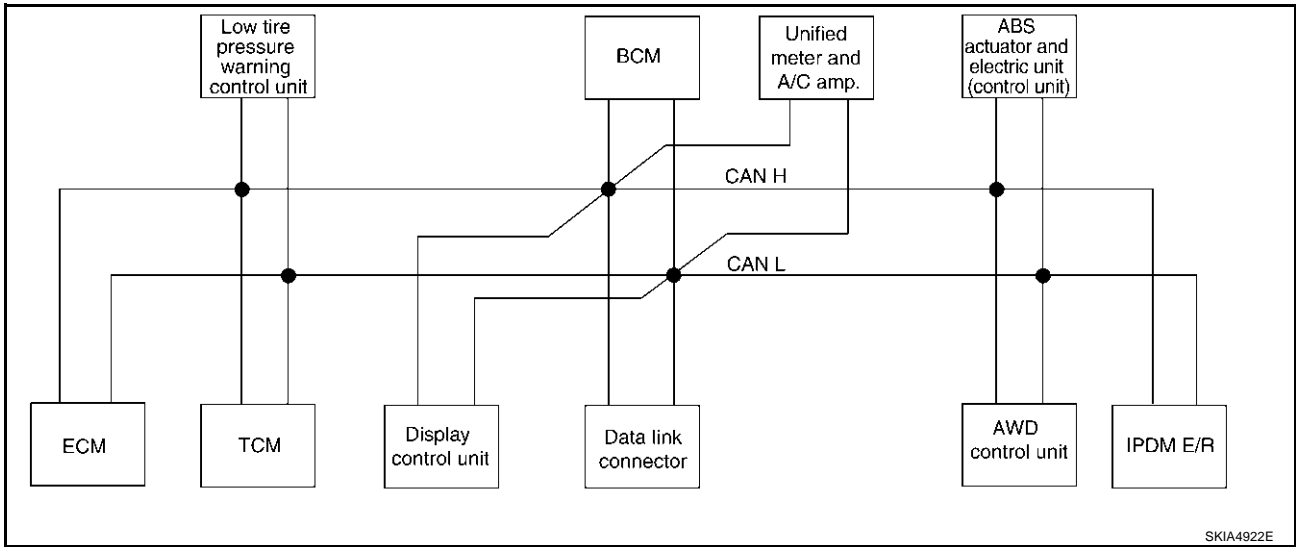 Low tire
pressure
warning
control unit
BCM
Unified
meter and
A/C amp.
ABS
actuator and
electric unit
(control unit)
CAN H
CAN L
ECM
TCM
Display
control unit
Data link
connector
AWD
control unit
IPDM E/R
SKIA4922E